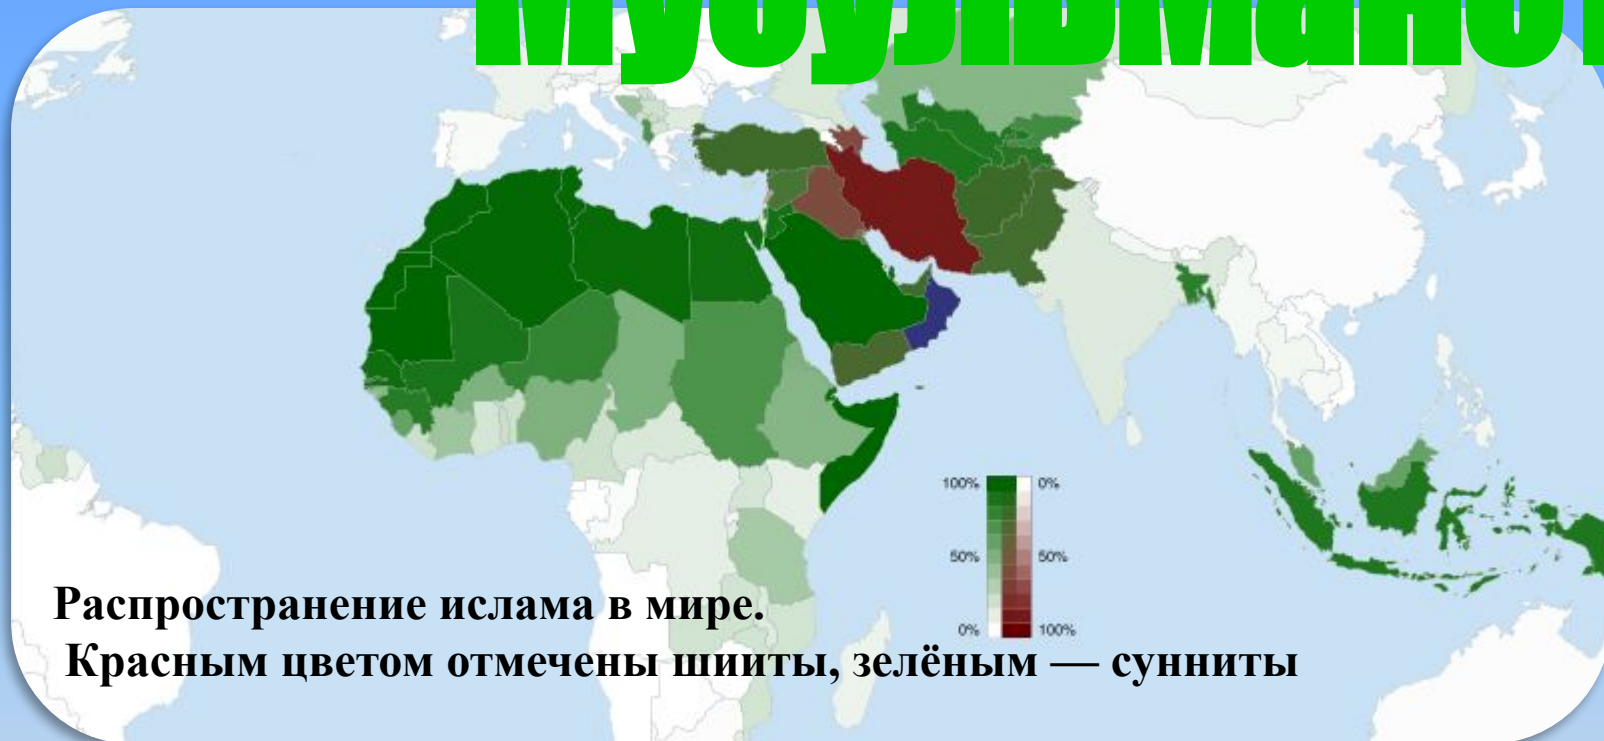 100% 0%
50% 50%
0% 100%
Распространение ислама в мире.
Красным цветом отмечены шииты, зелёным — сунниты